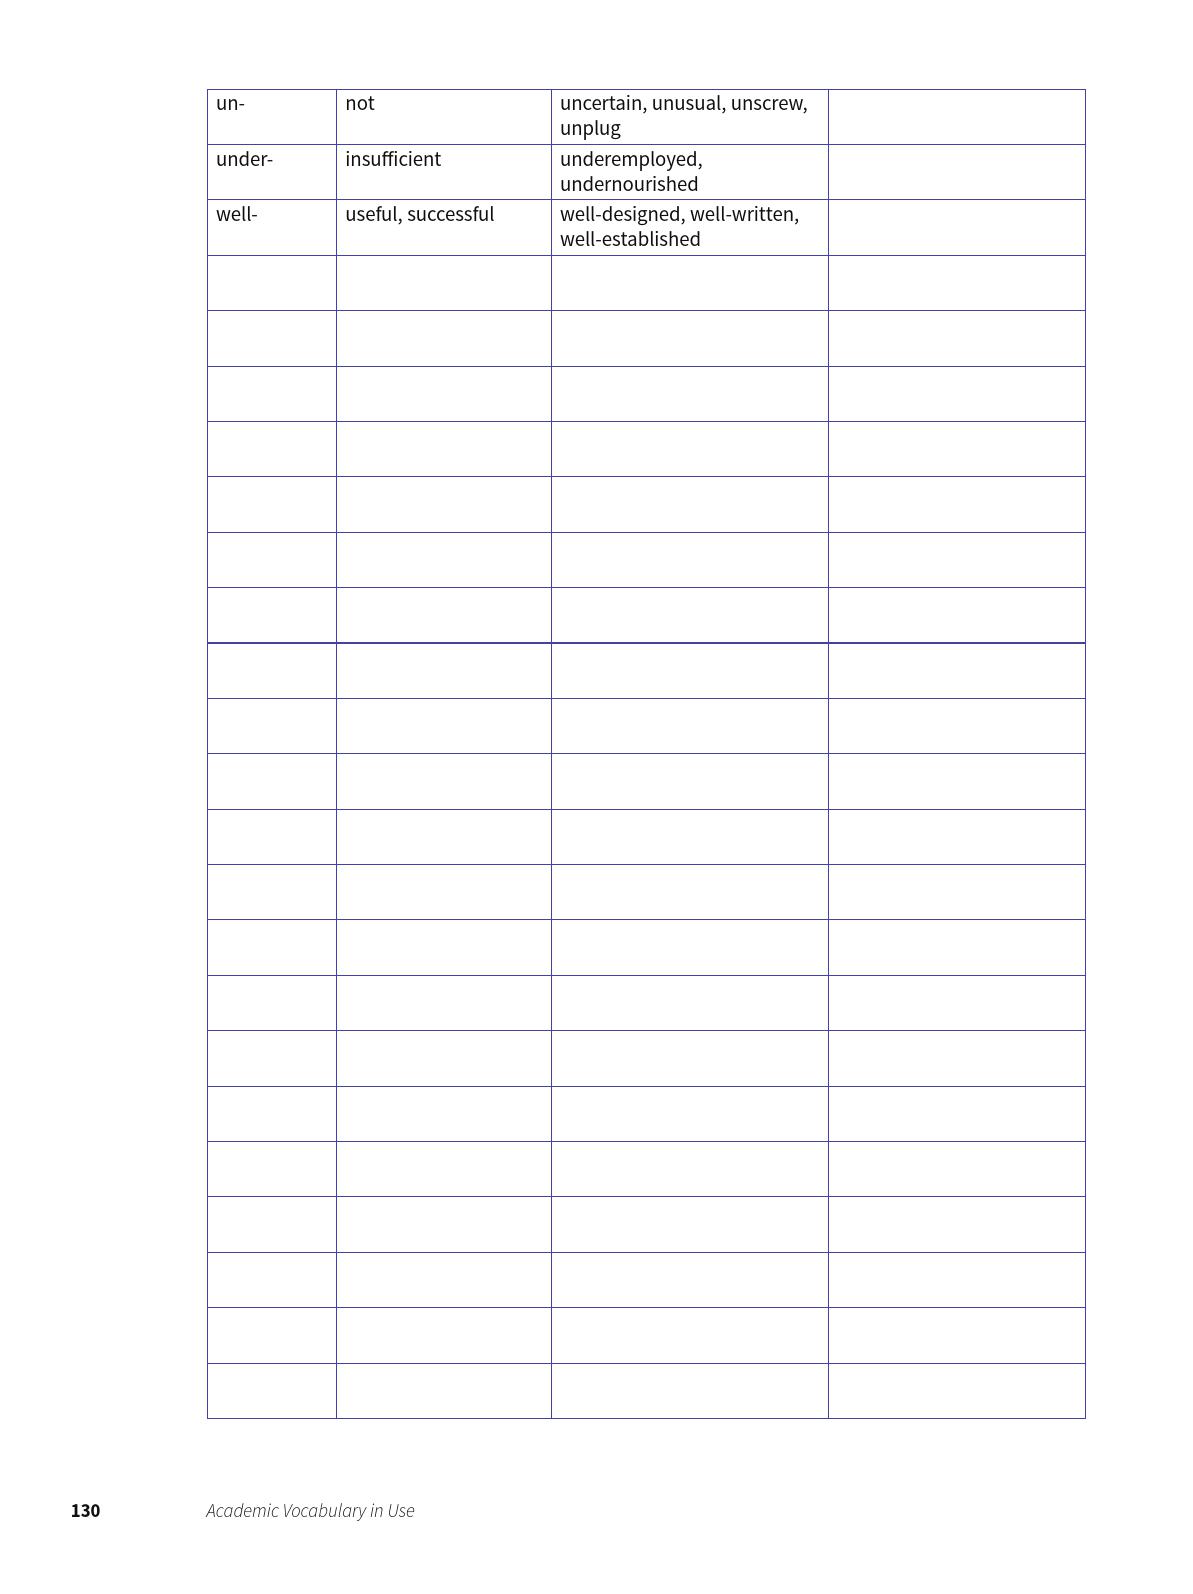 un- not uncertain, unusual, unscrew,
unplug
under- insufficient underemployed,
undernourished
well- useful, successful well-designed, well-written,
well-established
130 Academic Vocabulary in Use